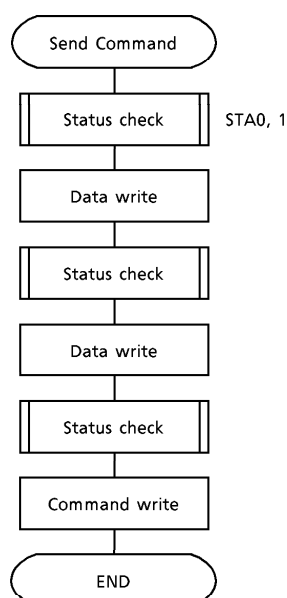 Send Command
Status check STA0, 1
Data write
Status check
Data write
Status check
Command write
END